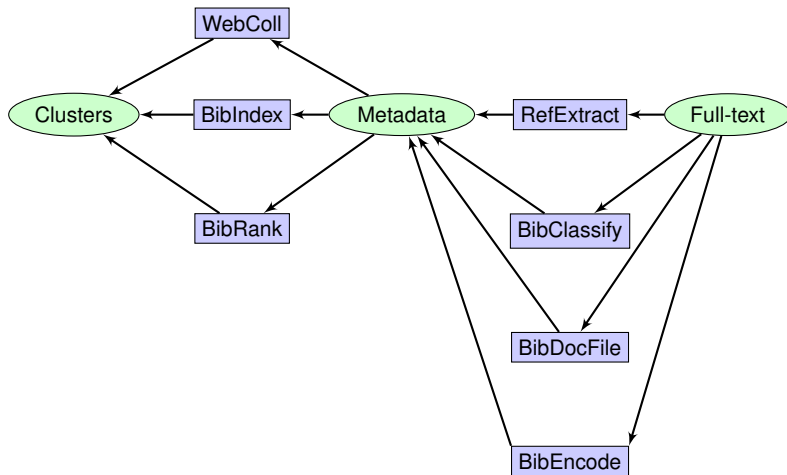 WebColl
Clusters
BibIndex
Metadata
RefExtract
Full-text
BibRank
BibClassify
BibDocFile
BibEncode